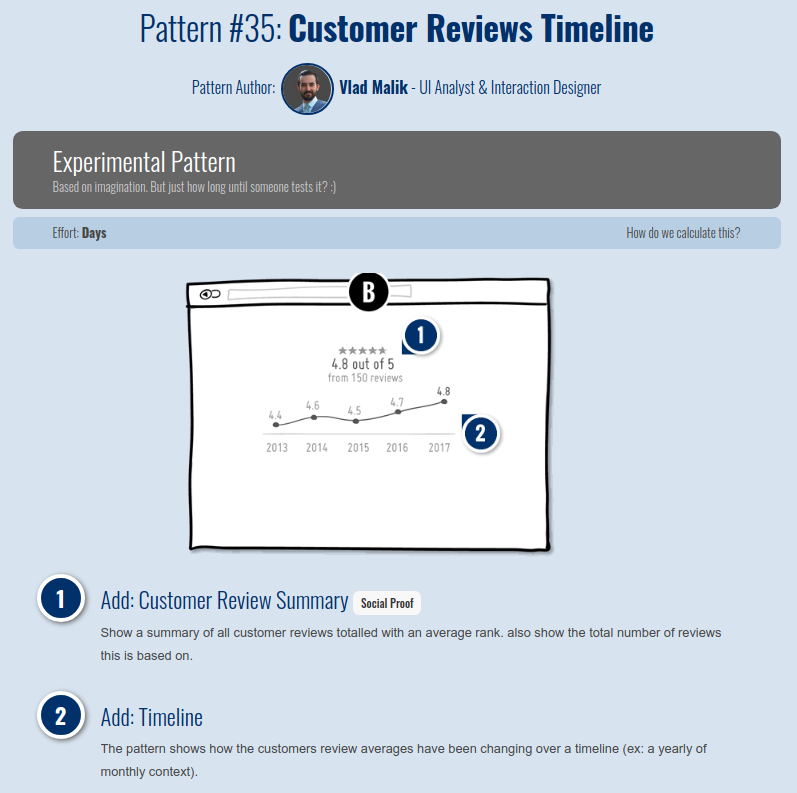 Pattern #35: Customer Reviews Timeline
Pattern Author: Vlad Malik - UI Analyst & Interaction Designer
Experimental Pattern
Based on imagination. But just how long until someone tests it? :)
Effort: Days
How do we calculate this?
B
1
4.8 out of 5
from 150 reviews
4.4 4.6 4.5 4.7 4.8
2
2013 2014 2015 2016 2017
1
Add: Customer Review Summary Social Proof
Show a summary of all customer reviews totalled with an average rank. also show the total number of reviews
this is based on.
2
Add: Timeline
The pattern shows how the customers review averages have been changing over a timeline (ex: a yearly of
monthly context).